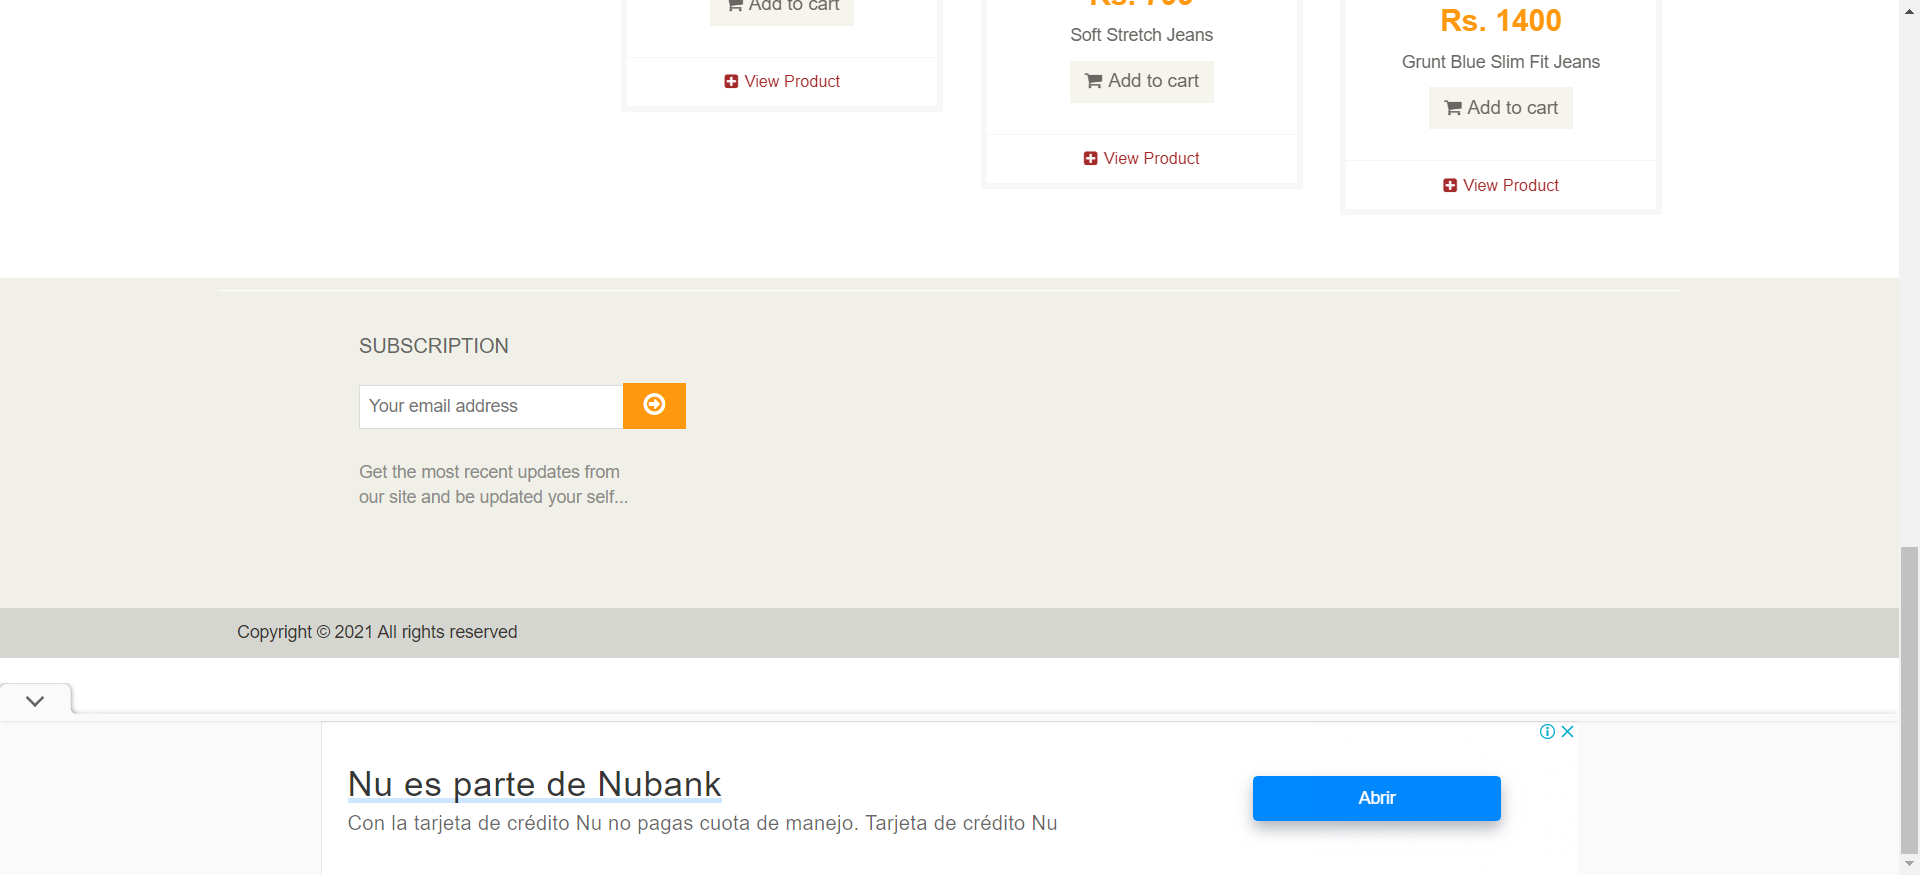 Add to cart
View Product
Soft Stretch Jeans
Add to cart
View Product
Rs. 1400
Grunt Blue Slim Fit Jeans
Add to cart
View Product
SUBSCRIPTION
Your email address
Get the most recent updates from
our site and be updated your self...
Copyright © 2021 All rights reserved
Nu es parte de Nubank
Con la tarjeta de crédito Nu no pagas cuota de manejo. Tarjeta de crédito Nu
Abrir